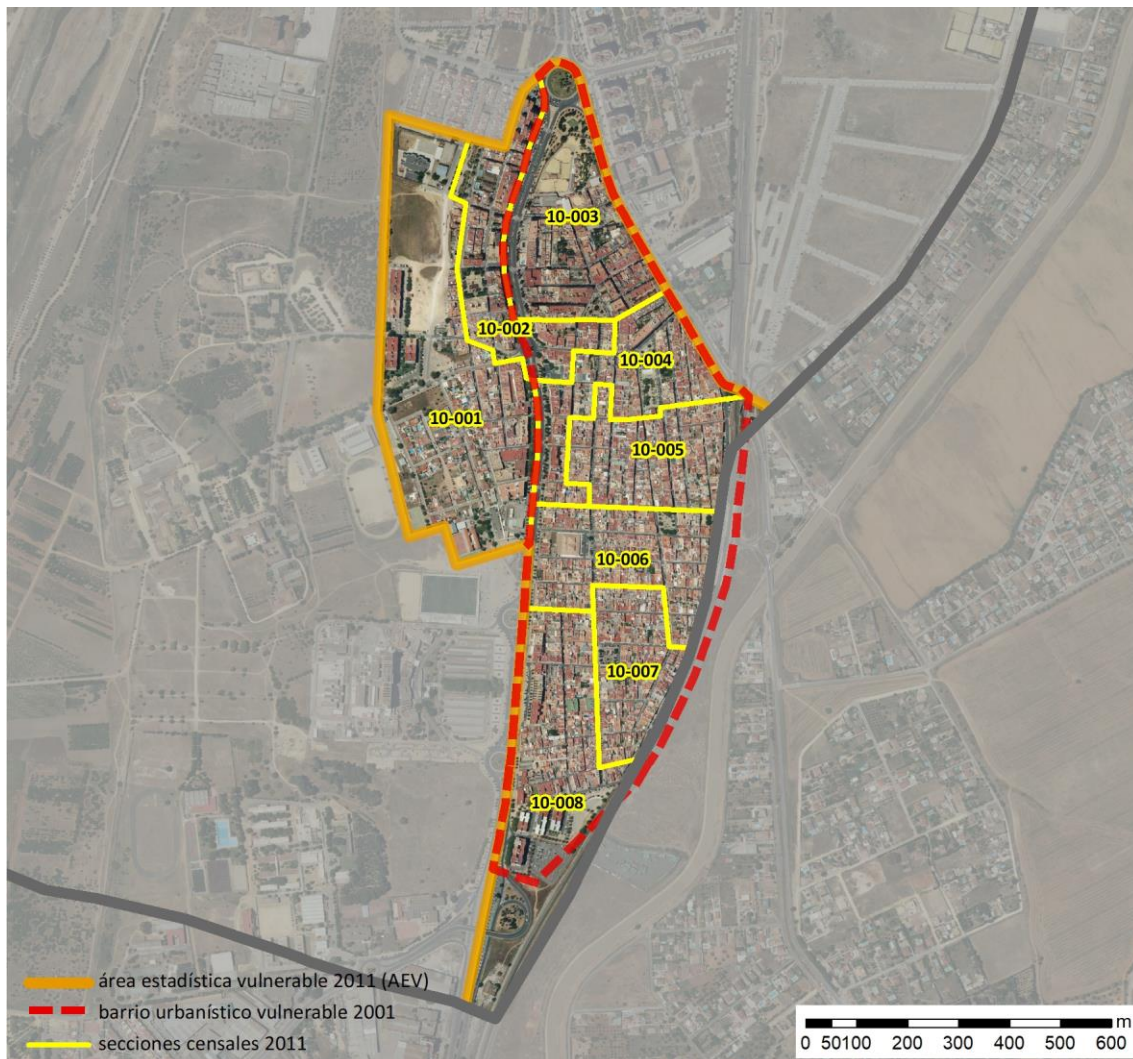 10-003
10-002
10-004
10-001
10-005
10-006
10-007
10-008
área estadística vulnerable 2011 (AEV)
barrio urbanístico vulnerable 2001
secciones censales 2011
m
0 50100 200 300 400 500 600